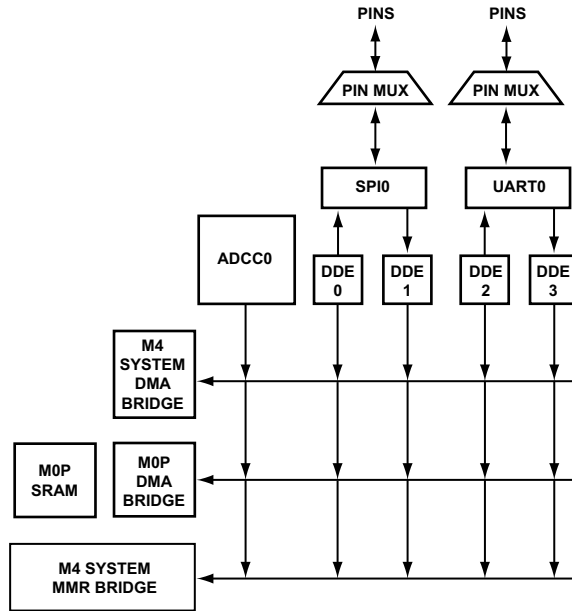 PINS
PINS
PIN MUX
PIN MUX
SPI0
UART0
ADCC0
DDE
0
DDE
1
DDE
2
DDE
3
M4
SYSTEM
DMA
BRIDGE
M0P
SRAM
M0P
DMA
BRIDGE
M4 SYSTEM
MMR BRIDGE